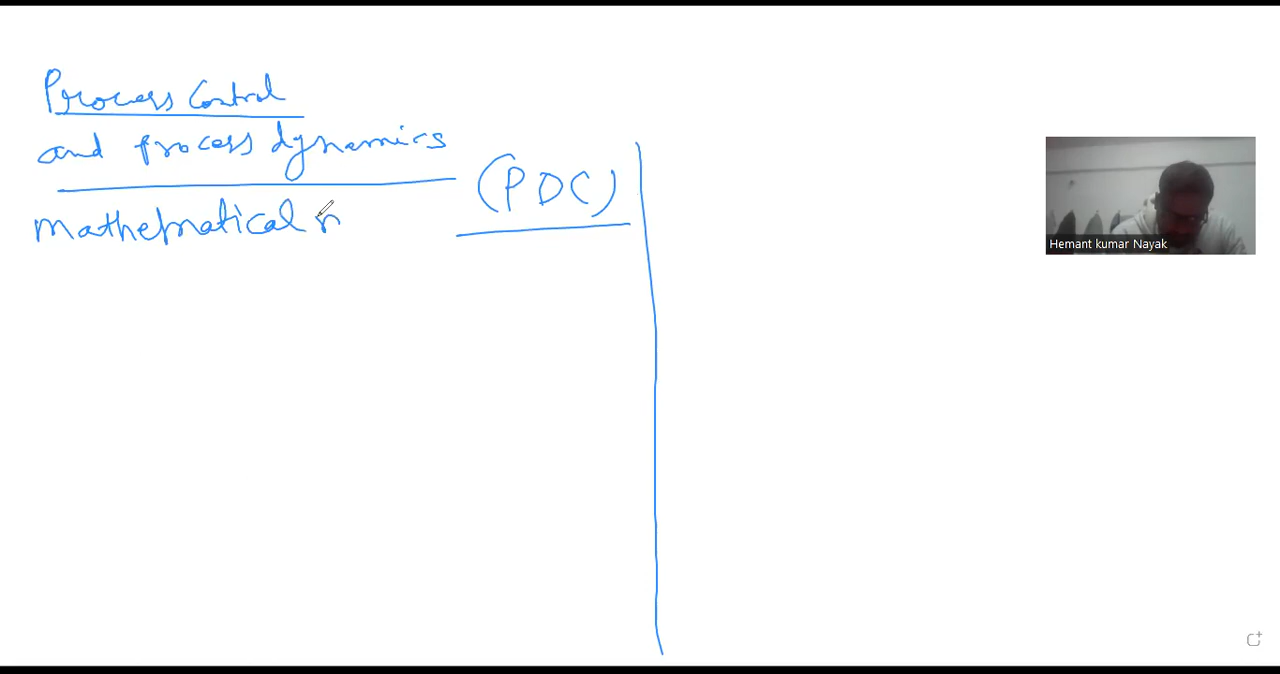 Process Control
and process dynamics
(PDC)
mathematical
Hemant kumar Nayak